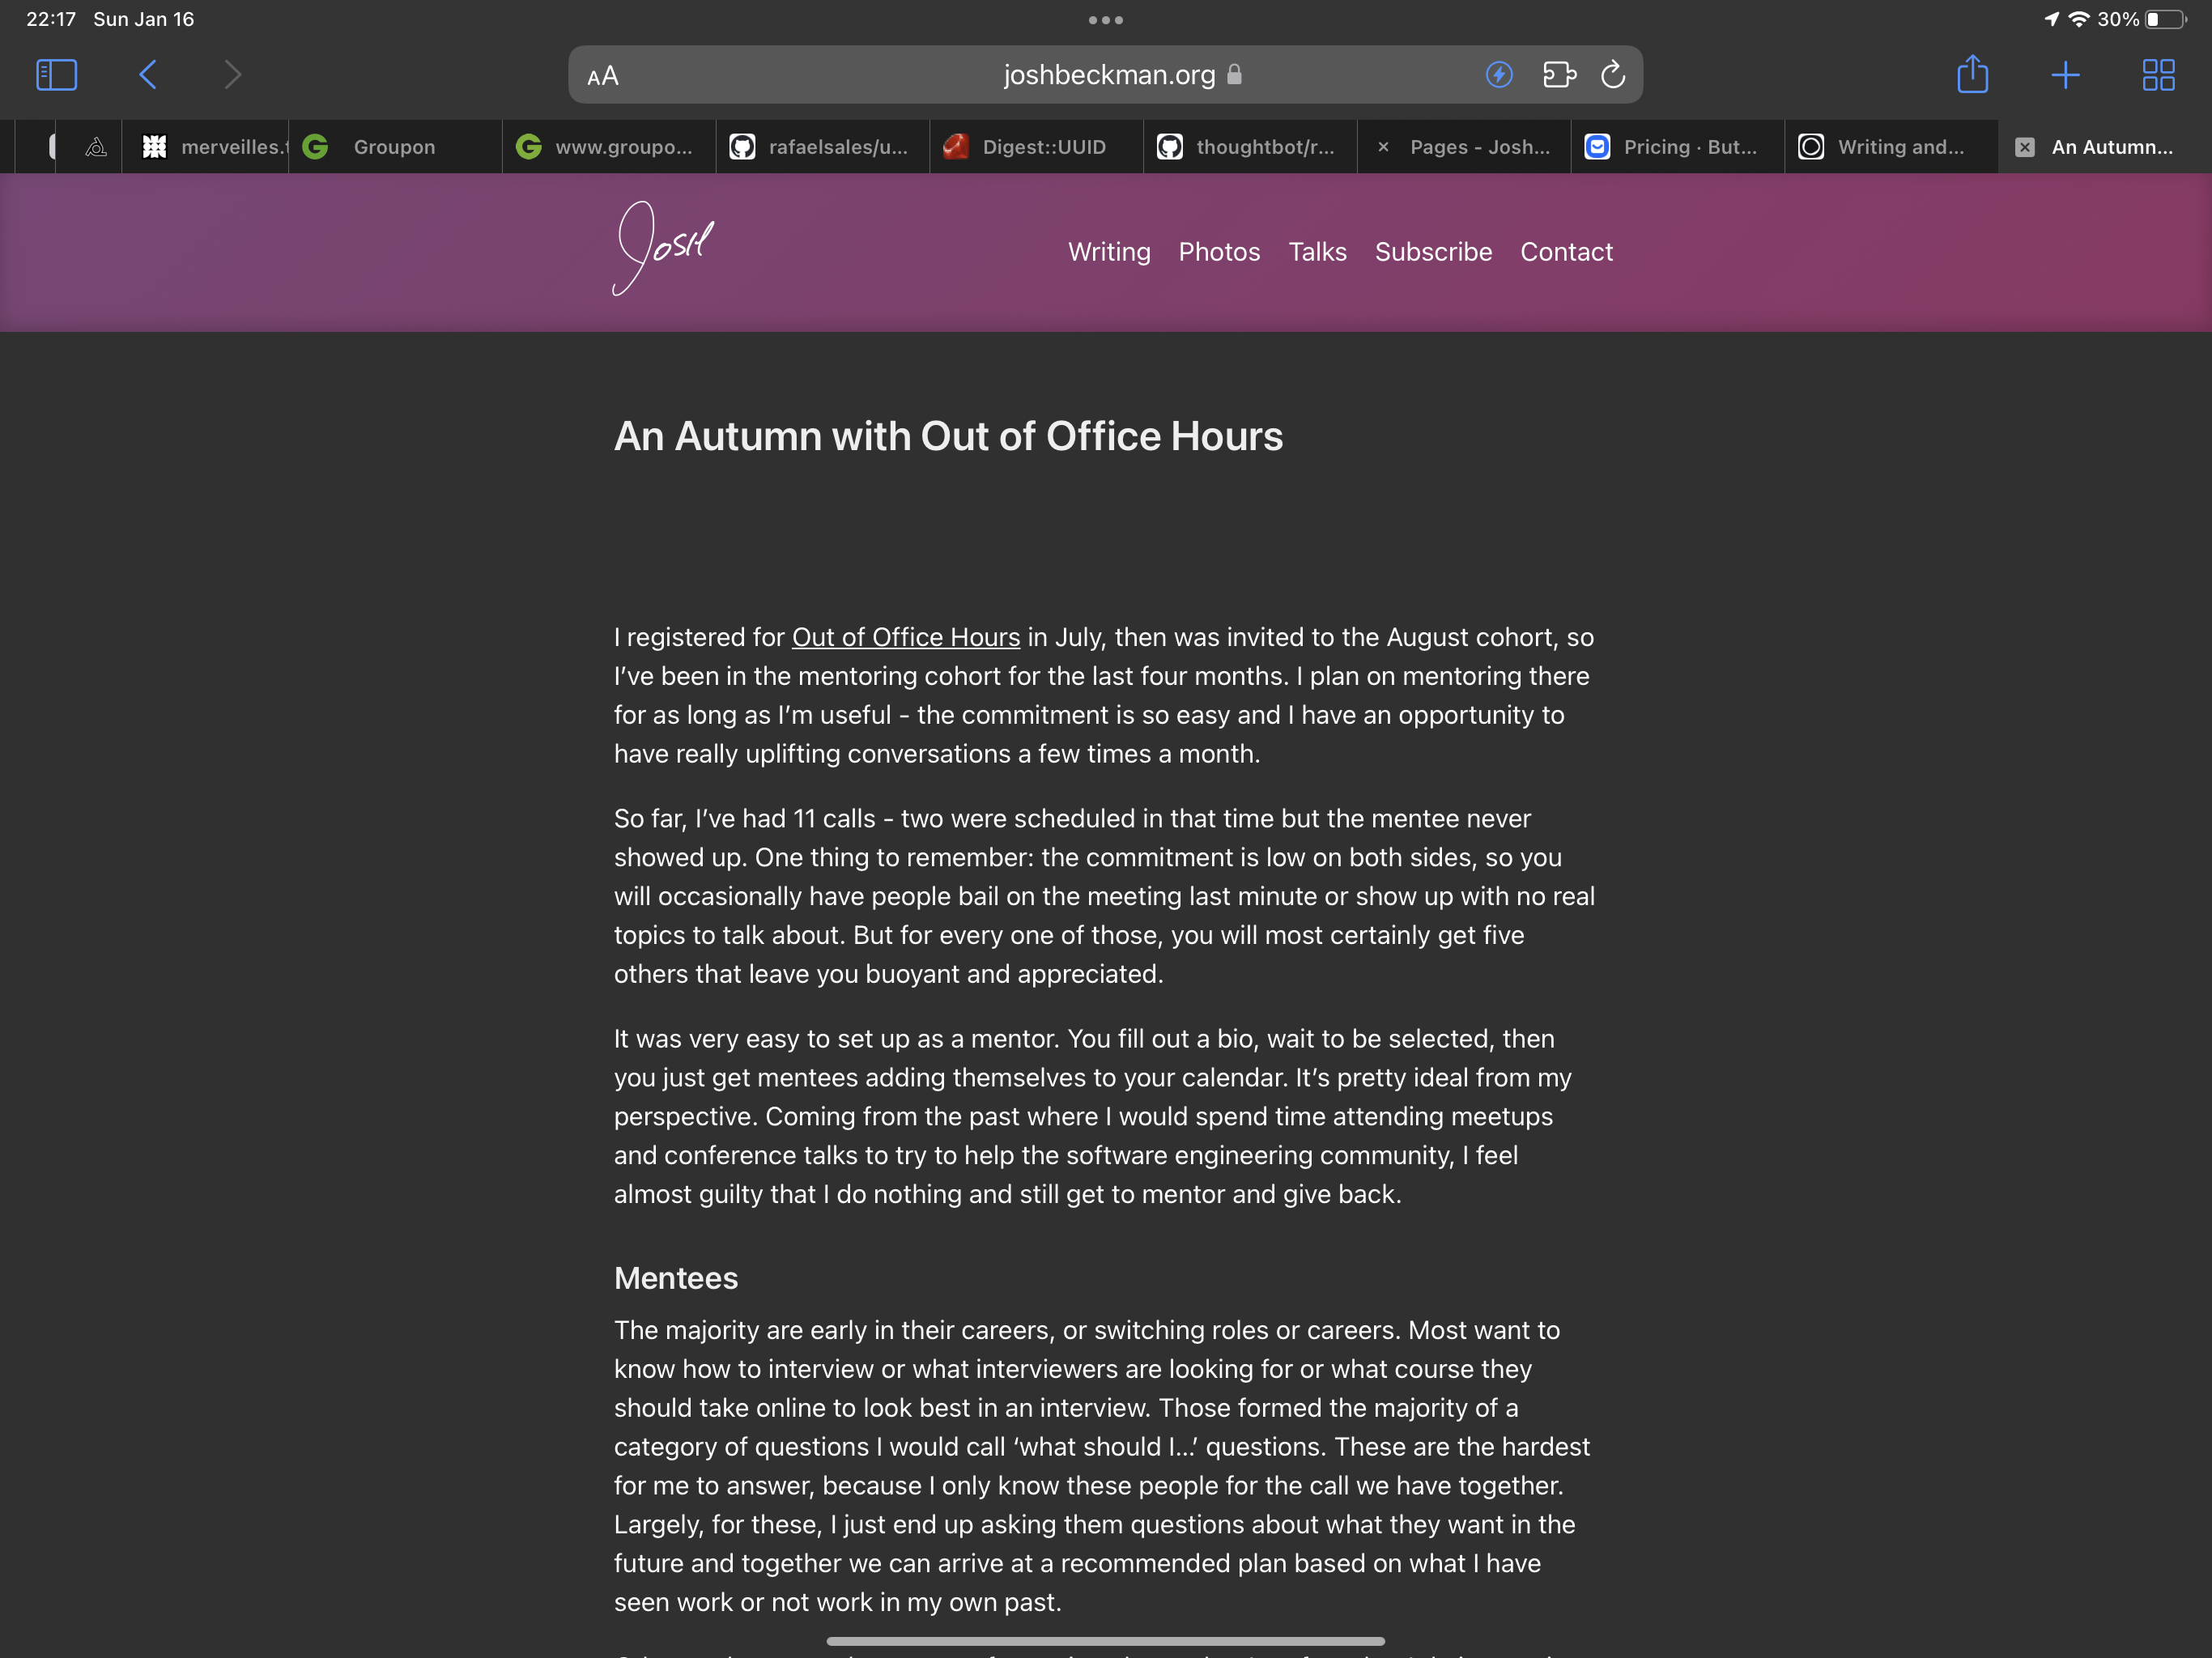 22:17 Sun Jan 16
30%
AA
joshbeckman.org
merveilles.
Groupon
www.groupo...
rafaelsales/u...
Digest::UUID
thoughtbot/r...
Pages - Josh...
Pricing · But...
Writing and...
An Autumn...
Josh
Writing Photos Talks Subscribe Contact
An Autumn with Out of Office Hours
I registered for Out of Office Hours in July, then was invited to the August cohort, so
I’ve been in the mentoring cohort for the last four months. I plan on mentoring there
for as long as I’m useful - the commitment is so easy and I have an opportunity to
have really uplifting conversations a few times a month.
So far, I’ve had 11 calls - two were scheduled in that time but the mentee never
showed up. One thing to remember: the commitment is low on both sides, so you
will occasionally have people bail on the meeting last minute or show up with no real
topics to talk about. But for every one of those, you will most certainly get five
others that leave you buoyant and appreciated.
It was very easy to set up as a mentor. You fill out a bio, wait to be selected, then
you just get mentees adding themselves to your calendar. It’s pretty ideal from my
perspective. Coming from the past where I would spend time attending meetups
and conference talks to try to help the software engineering community, I feel
almost guilty that I do nothing and still get to mentor and give back.
Mentees
The majority are early in their careers, or switching roles or careers. Most want to
know how to interview or what interviewers are looking for or what course they
should take online to look best in an interview. Those formed the majority of a
category of questions I would call ‘what should I...’ questions. These are the hardest
for me to answer, because I only know these people for the call we have together.
Largely, for these, I just end up asking them questions about what they want in the
future and together we can arrive at a recommended plan based on what I have
seen work or not work in my own past.